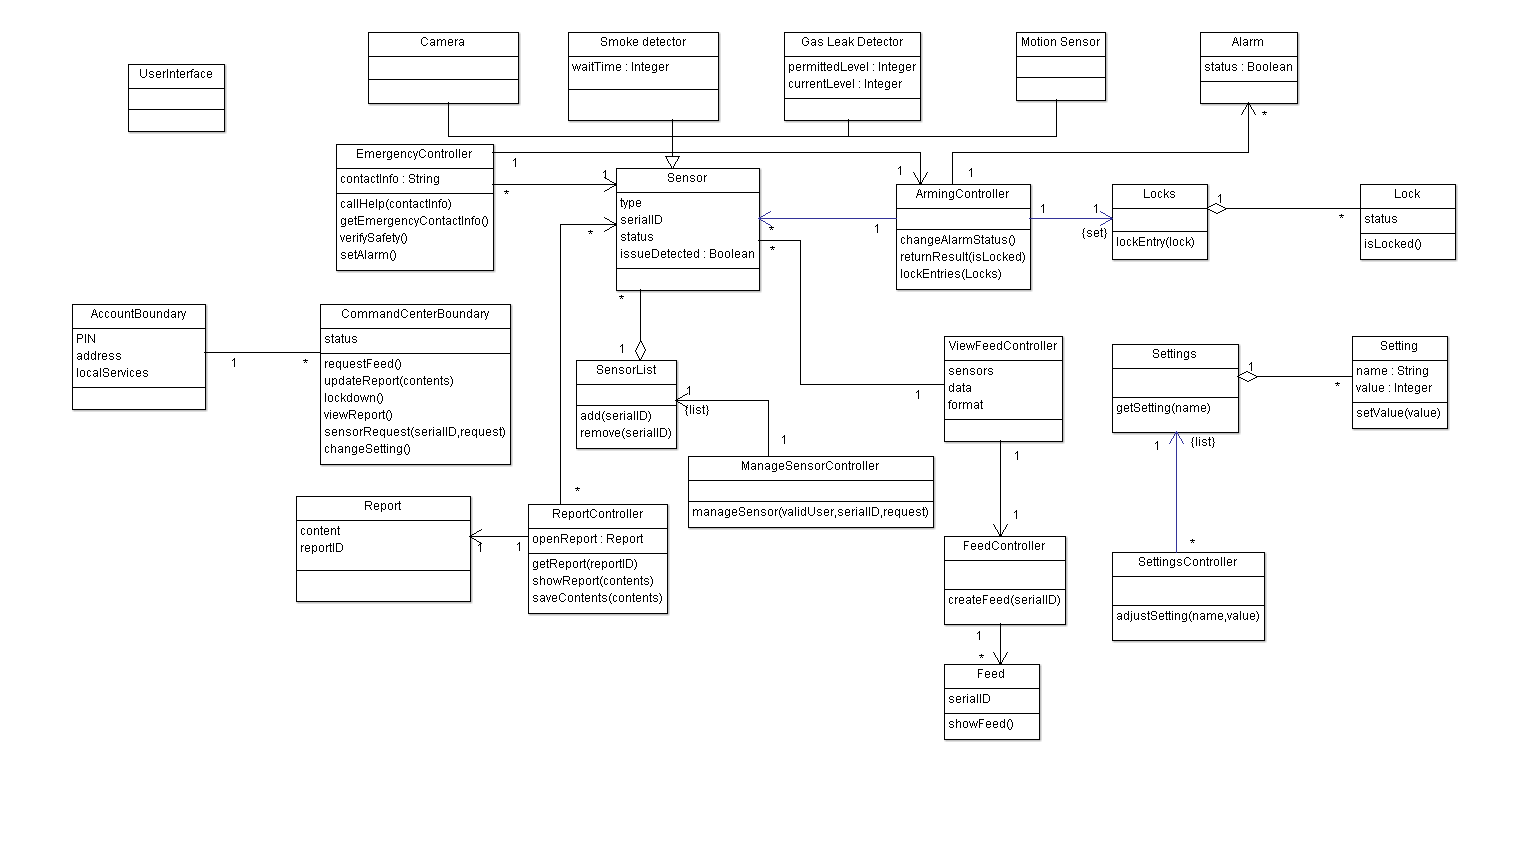 Camera
Smoke detector
waitTime : Integer
Gas Leak Detector
permittedLevel : Integer
currentLevel : Integer
Motion Sensor
Alarm
status : Boolean
*
UserInterface
EmergencyController
contactInfo : String
callHelp(contactInfo)
getEmergencyContactInfo()
verifySafety()
setAlarm()
1
1
*
1
1
Sensor
type
serialID
status
issueDetected : Boolean
*
*
*
*
1
ArmingController
changeAlarmStatus()
returnResult(isLocked)
lockEntries(Locks)
1
1
{set}
Locks
lockEntry(lock)
1
*
Lock
status
isLocked()
AccountBoundary
PIN
address
localServices
1
*
CommandCenterBoundary
status
requestFeed()
updateReport(contents)
lockdown()
viewReport()
sensorRequest(serialID,request)
changeSetting()
1
SensorList
add(serialID)
remove(serialID)
1
{list}
1
ManageSensorController
manageSensor(validUser,serialID,request)
1
ViewFeedController
sensors
data
format
1
1
Settings
getSetting(name)
1
*
Setting
name : String
value : Integer
setValue(value)
1
{list}
*
SettingsController
adjustSetting(name,value)
Report
content
reportID
1
1
*
ReportController
openReport : Report
getReport(reportID)
showReport(contents)
saveContents(contents)
FeedController
createFeed(serialID)
1
*
Feed
serialID
showFeed()